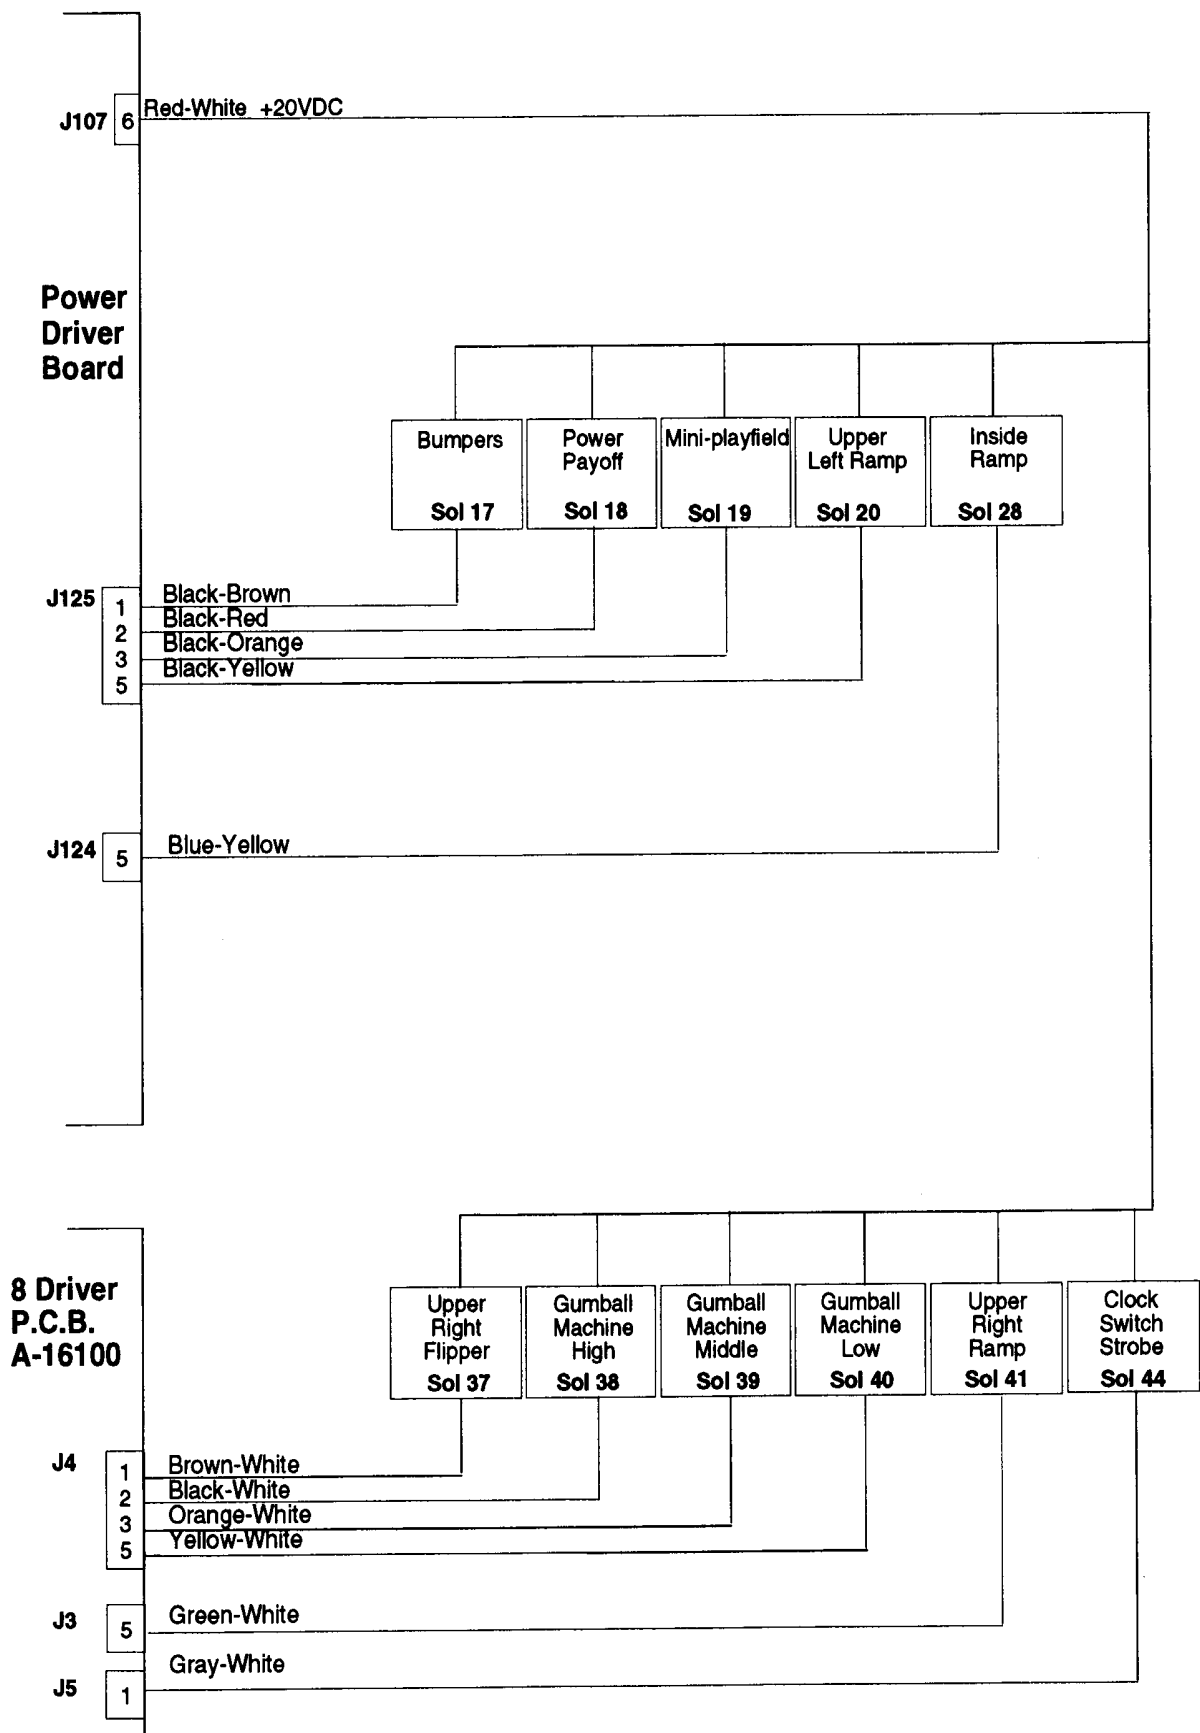 Red-White +20VDC
J107 6
Power
Driver
Board
Bumpers
Sol 17
Power
Payoff
Sol 18
Mini-playfield
Sol 19
Upper
Left Ramp
Sol 20
Inside
Ramp
Sol 28
J125
1 Black-Brown
2 Black-Red
3 Black-Orange
5 Black-Yellow
J124 5 Blue-Yellow
8 Driver
P.C.B.
A-16100
Upper
Right
Flipper
Sol 37
Gumball
Machine
High
Sol 38
Gumball
Machine
Middle
Sol 39
Gumball
Machine
Low
Sol 40
Upper
Right
Ramp
Sol 41
Clock
Switch
Strobe
Sol 44
J4
1 Brown-White
2 Black-White
3 Orange-White
5 Yellow-White
J3 5 Green-White
J5 1 Gray-White